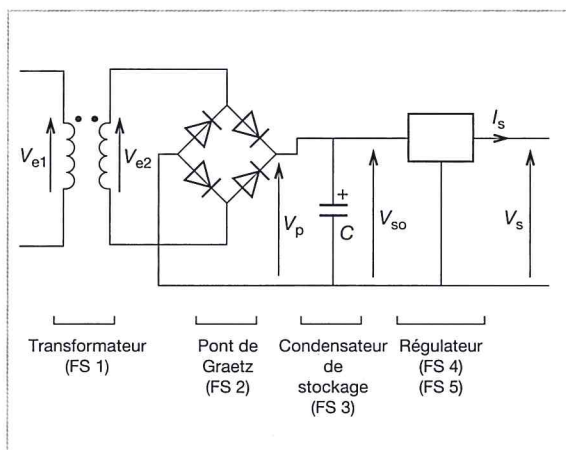 V_e1
V_e2
V_p
+
C
V_so
I_s
V_s
Transformateur
(FS 1)
Pont de
Graetz
(FS 2)
Condensateur
de
stockage
(FS 3)
Régulateur
(FS 4)
(FS 5)